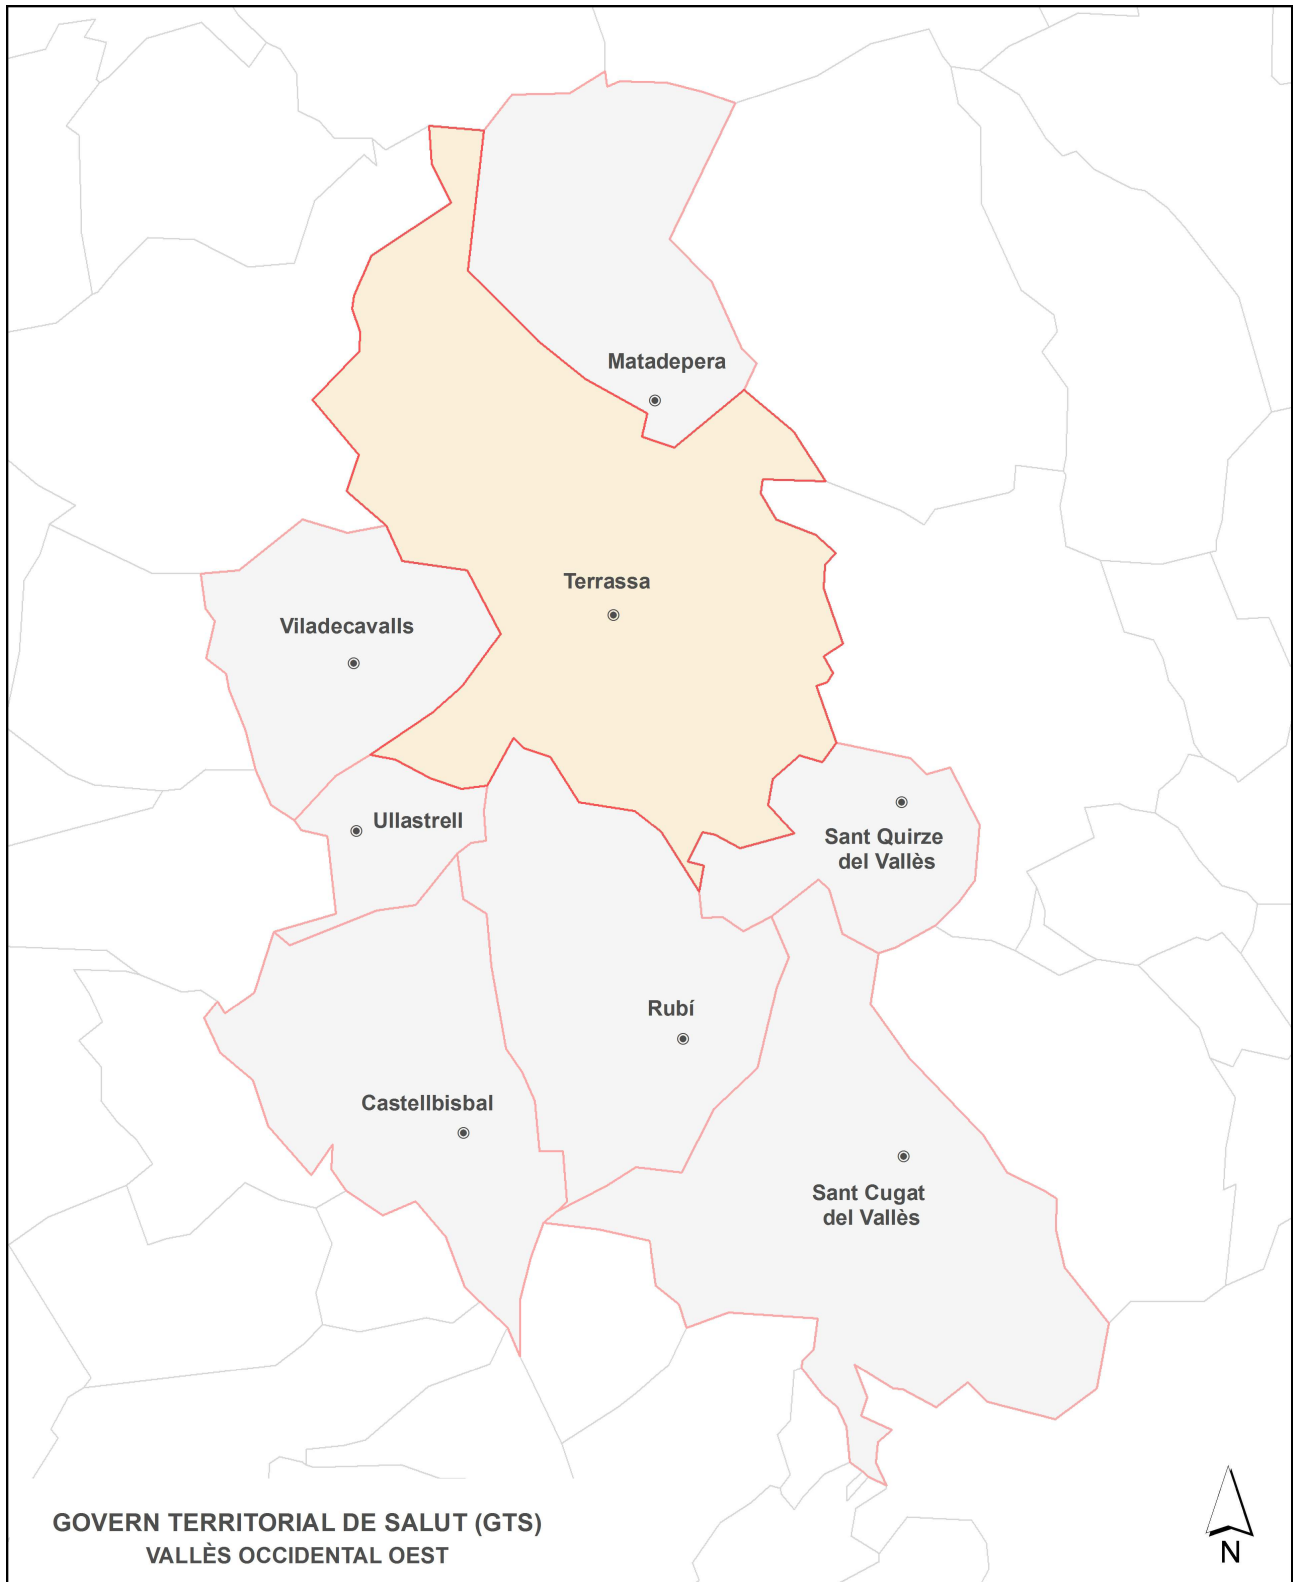 Matadepera
Terrassa
Viladecavalls
Ullastrell
Sant Quirze
del Vallès
Rubí
Castellbisbal
Sant Cugat
del Vallès
GOVERN TERRITORIAL DE SALUT (GTS)
VALLÈS OCCIDENTAL OEST
N